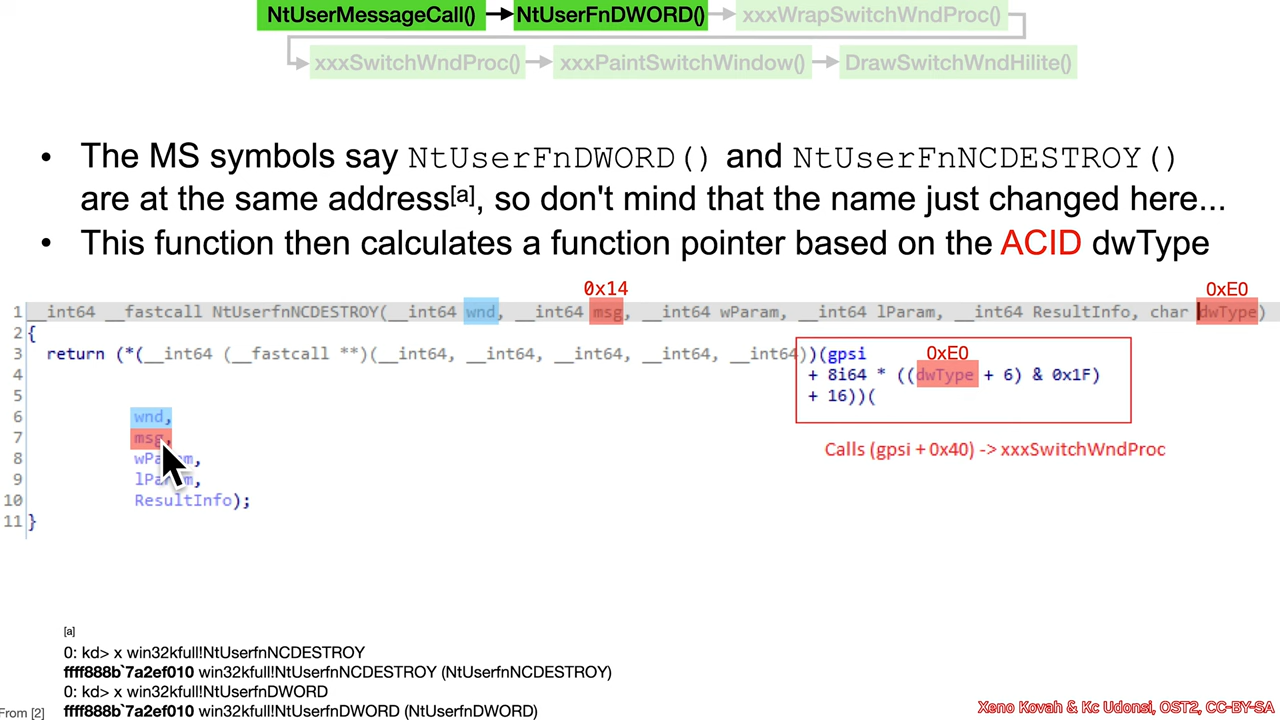 NtUserMessageCall() NtUserFnDWORD() xxxWrapSwitchWndProc()
xxxSwitchWndProc() xxxPaintSwitchWindow() DrawSwitchWndHilite()
• The MS symbols say NtUserFnDWORD() and NtUserFnNCDESTROY()
are at the same address[a], so don't mind that the name just changed here...
• This function then calculates a function pointer based on the ACID dwType
0x14 0xE0
1 __int64 __fastcall NtUserfnNCDESTROY(__int64 wnd, __int64 msg, __int64 wParam, __int64 lParam, __int64 ResultInfo, char dwType)
2 {
3 return (*(__int64 (__fastcall **)(__int64, __int64, __int64, __int64, __int64))(gpsi 0xE0
4 + 8i64 * ((dwType + 6) & 0x1F)
5 + 16))(
6 wnd,
7 msg,
8 wParam,
9 lParam,
10 ResultInfo);
11 }
Calls (gpsi + 0x40) -> xxxSwitchWndProc
[a]
0: kd> x win32kfull!NtUserfnNCDESTROY
ffff888b`7a2ef010 win32kfull!NtUserfnNCDESTROY (NtUserfnNCDESTROY)
0: kd> x win32kfull!NtUserfnDWORD
ffff888b`7a2ef010 win32kfull!NtUserfnDWORD (NtUserfnDWORD)
From [2]
Xeno Kovah & Kc Udonsi, OST2, CC-BY-SA